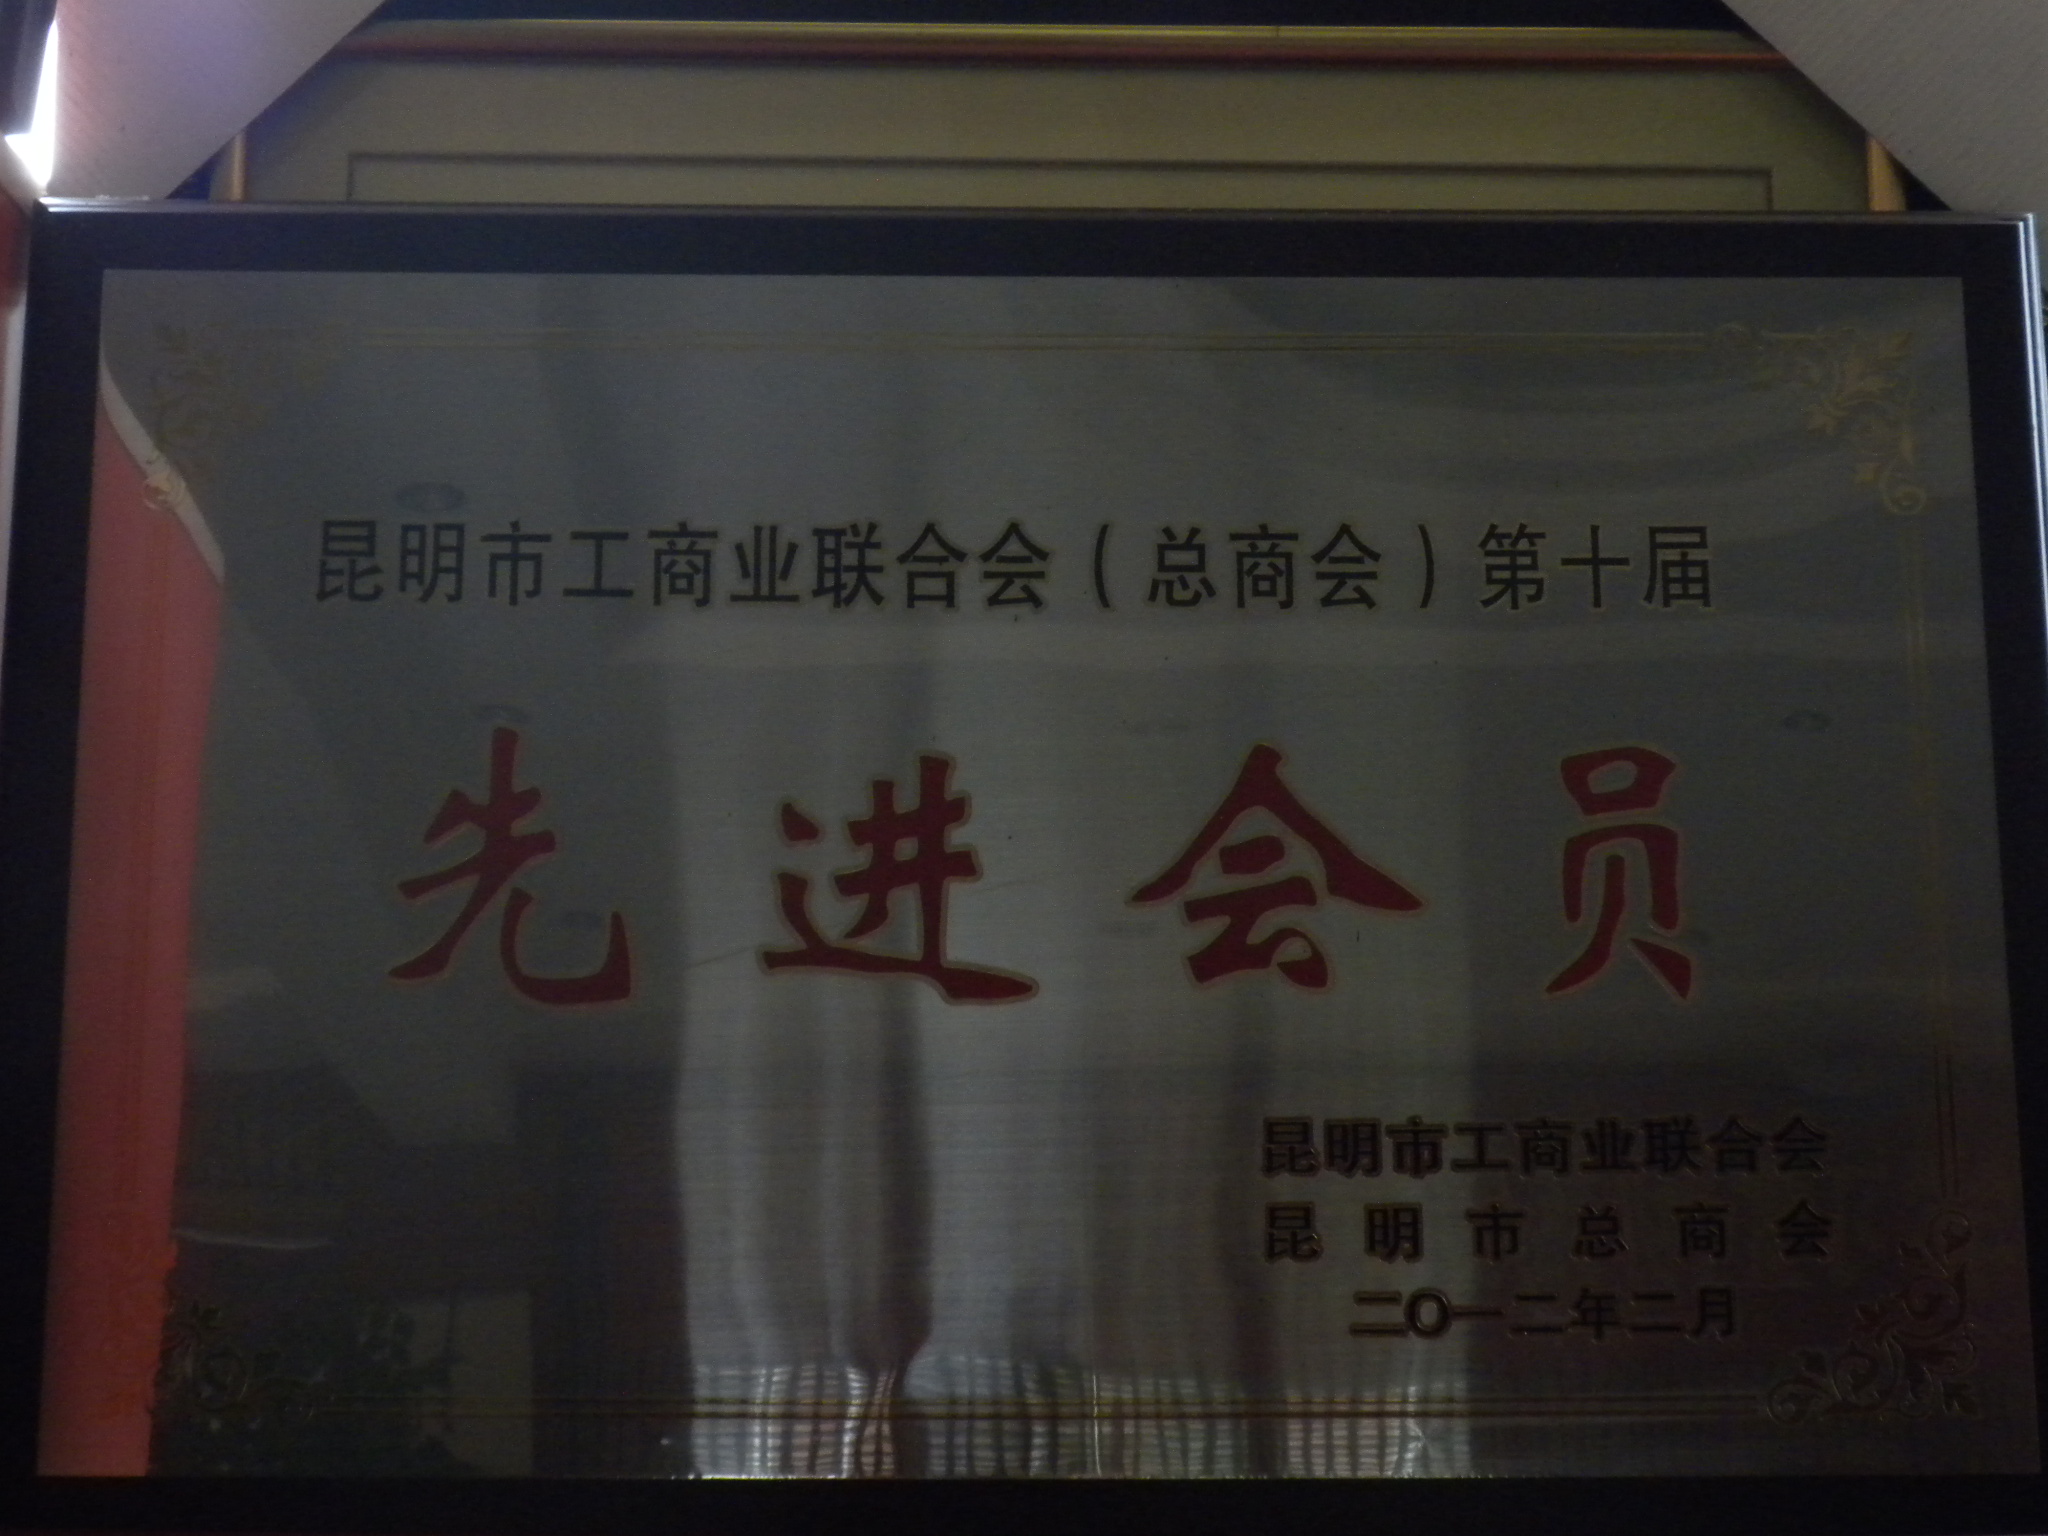 昆明市工商业联合会(总商会)第十届
先进会员
昆明市工商业联合会
昆明市总商会
二〇一二年二月